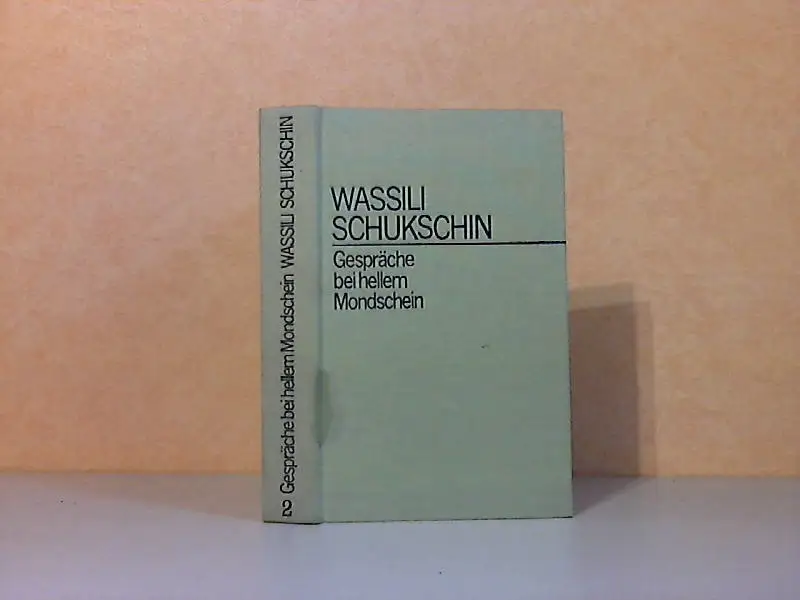 WASSILI
SCHUKSCHIN
Gespräche
bei hellem
Mondschein
2 Gespräche bei hellem Mondschein WASSILI SCHUKSCHIN